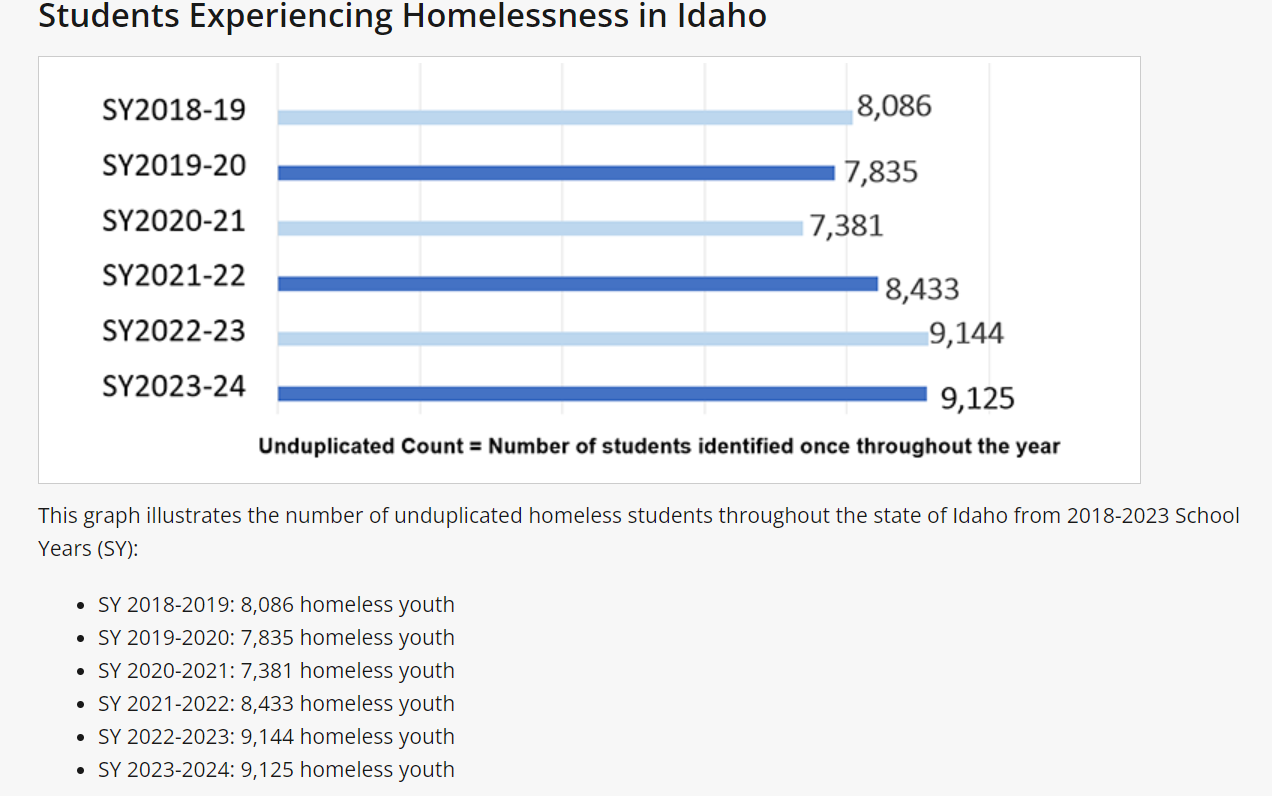 Students Experiencing Homelessness in Idaho
SY2018-19 8,086
SY2019-20 7,835
SY2020-21 7,381
SY2021-22 8,433
SY2022-23 9,144
SY2023-24 9,125
Unduplicated Count = Number of students identified once throughout the year
This graph illustrates the number of unduplicated homeless students throughout the state of Idaho from 2018-2023 School
Years (SY):
• SY 2018-2019: 8,086 homeless youth
• SY 2019-2020: 7,835 homeless youth
• SY 2020-2021: 7,381 homeless youth
• SY 2021-2022: 8,433 homeless youth
• SY 2022-2023: 9,144 homeless youth
• SY 2023-2024: 9,125 homeless youth